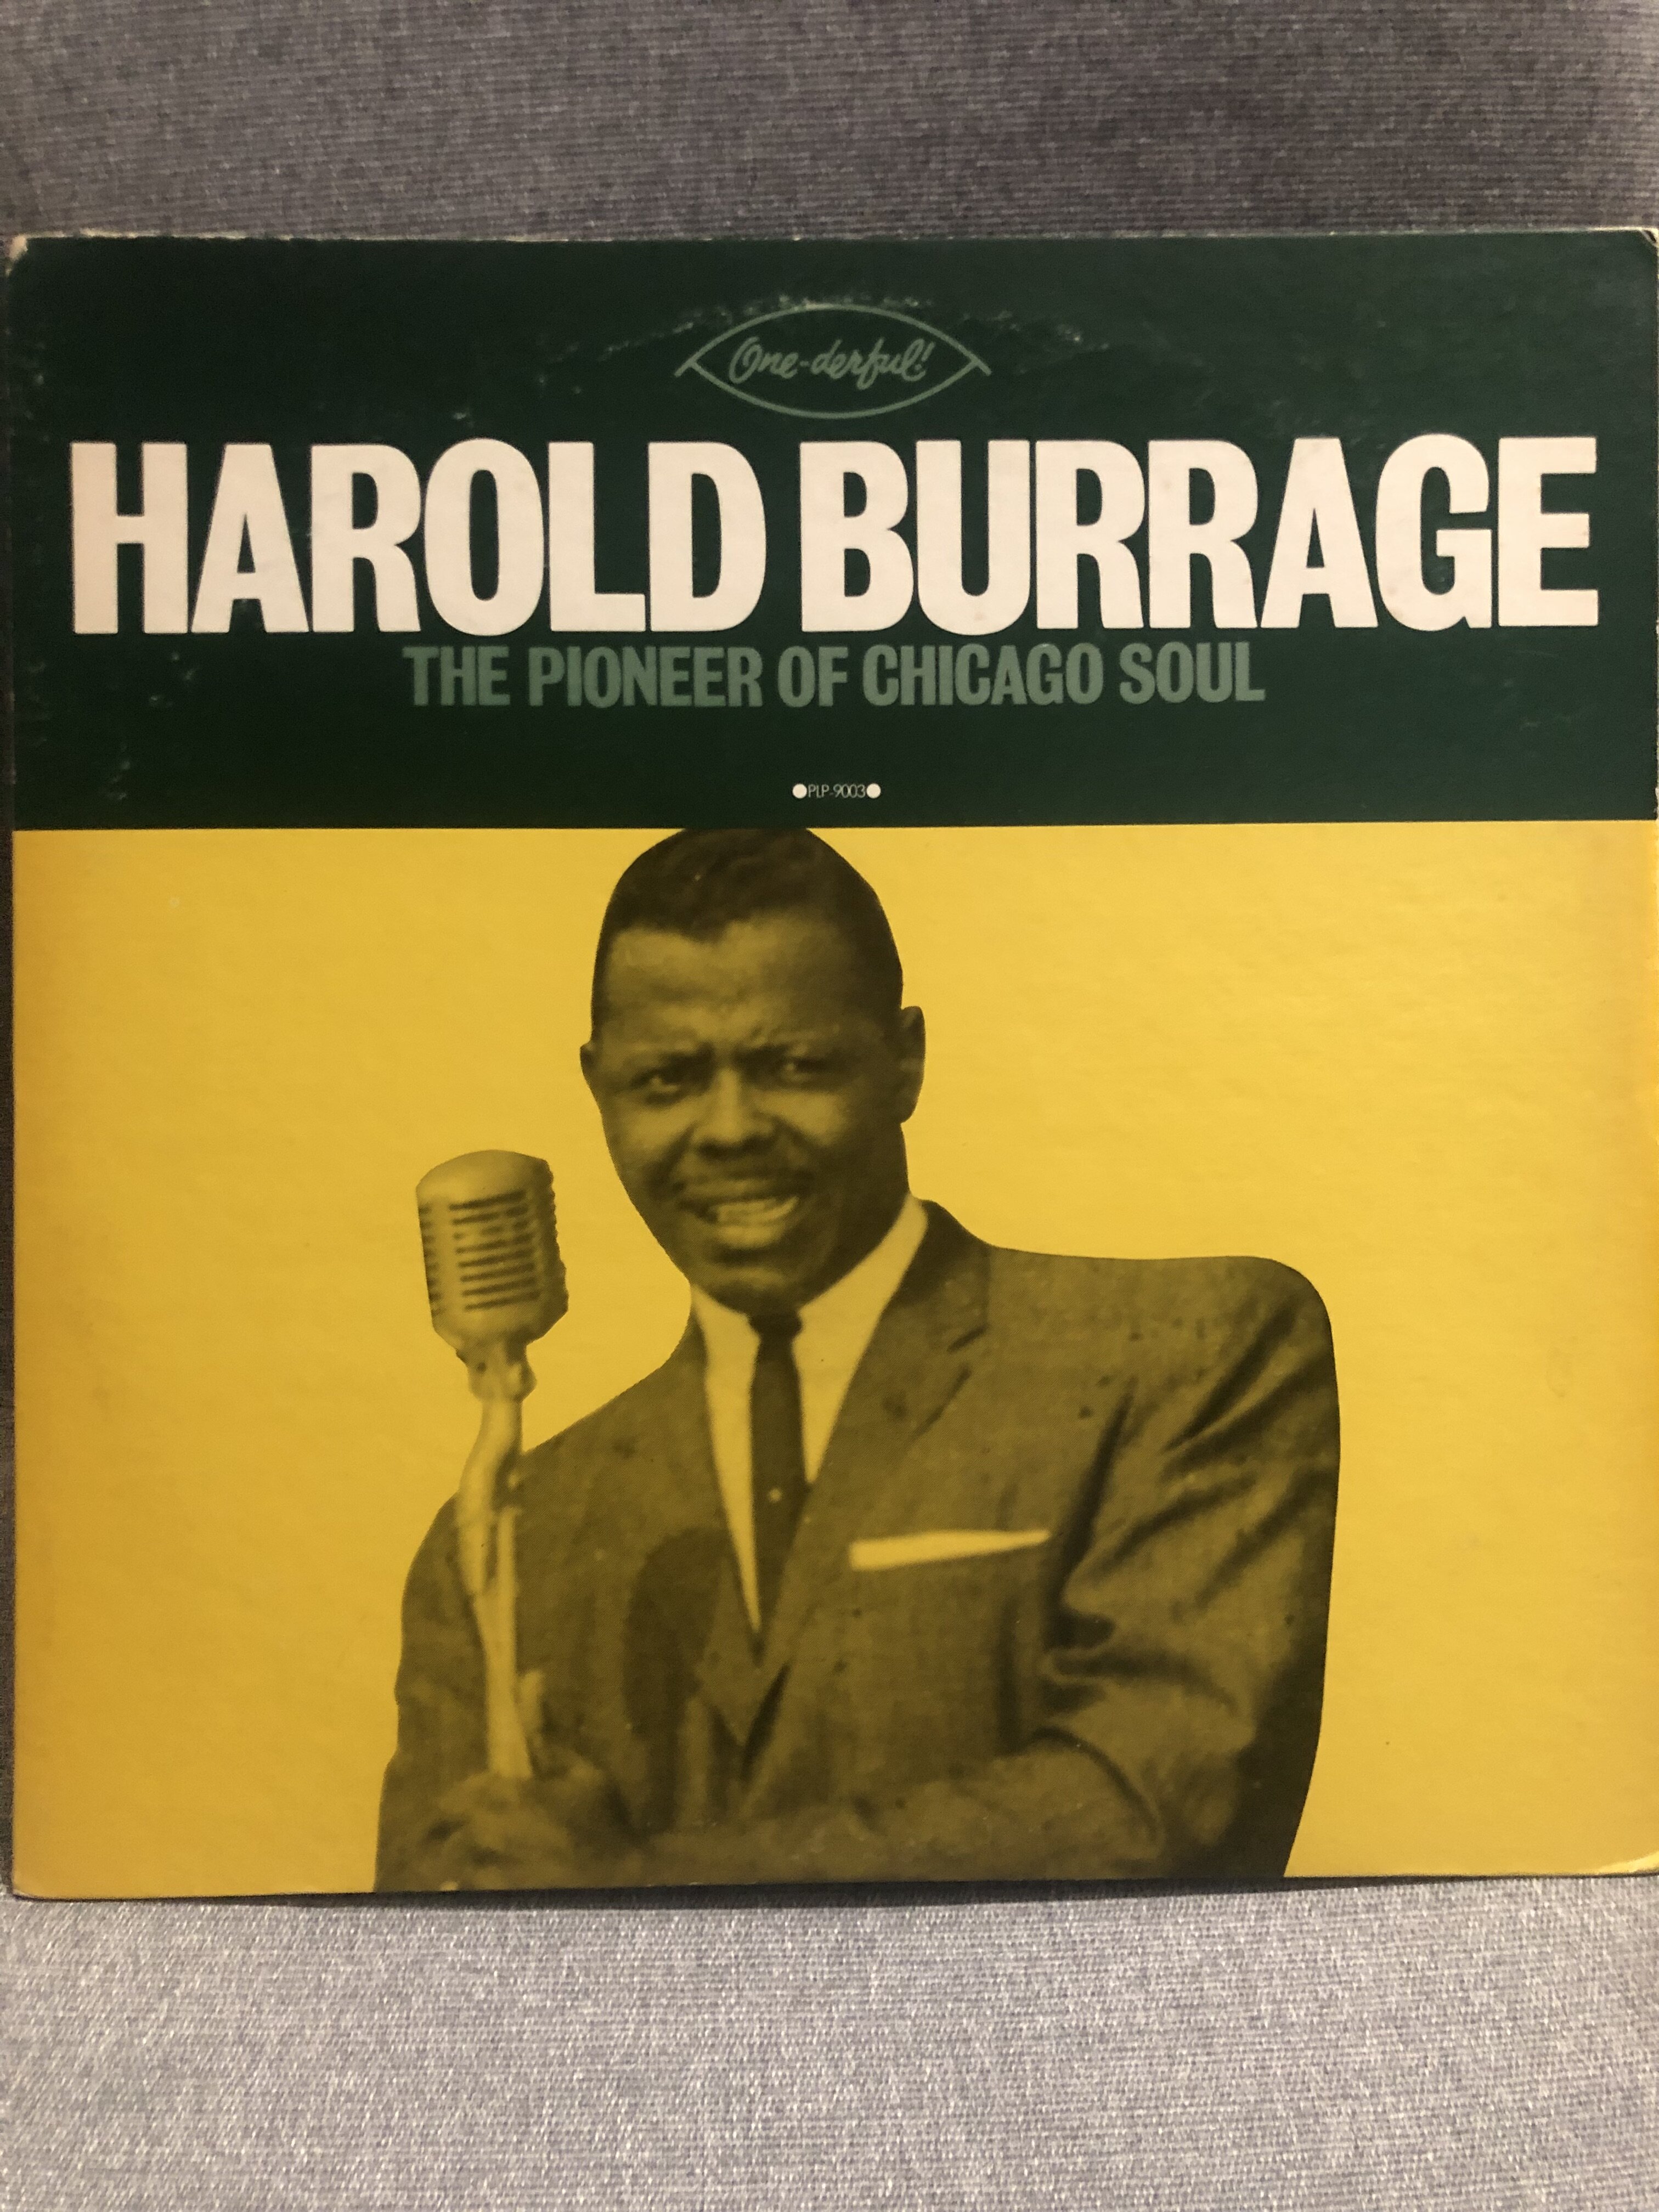 One-derful!
HAROLD BURRAGE
THE PIONEER OF CHICAGO SOUL
●PLP-9003●